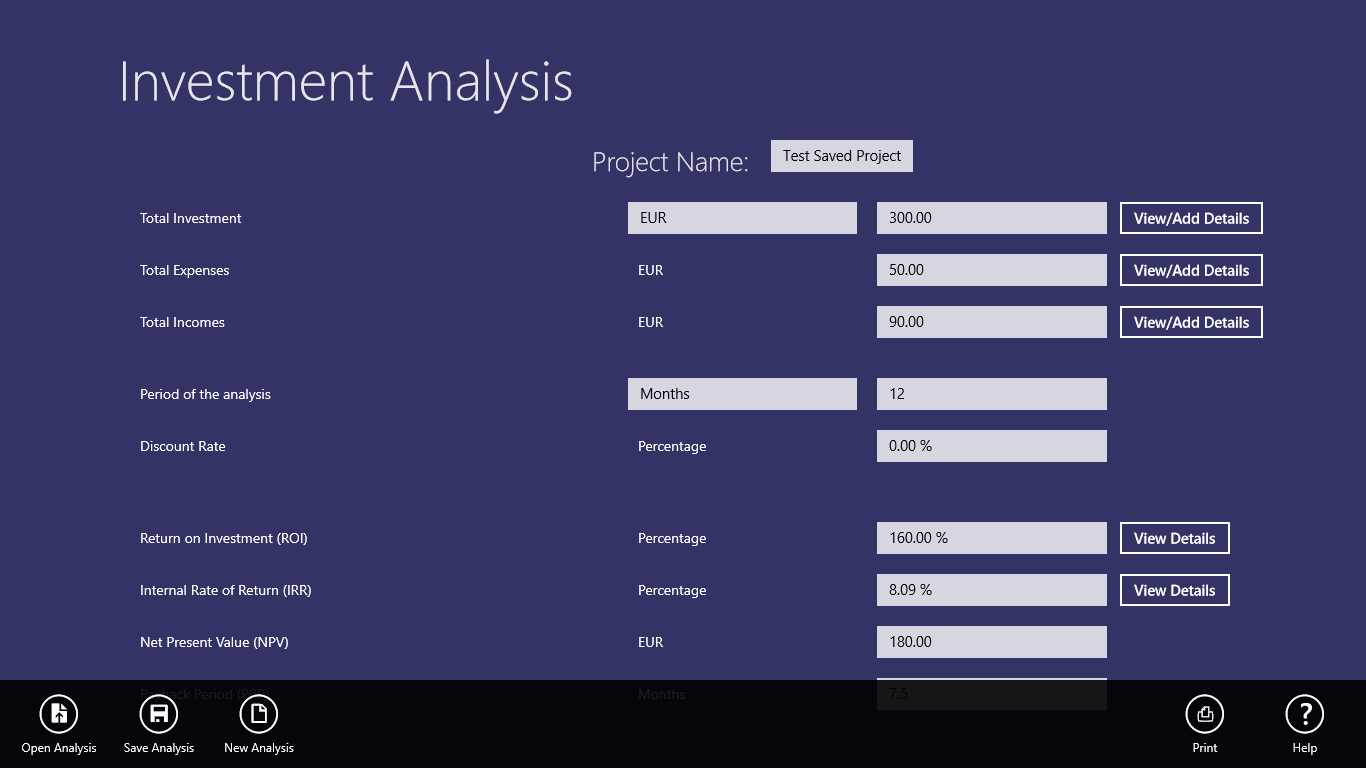 Investment Analysis
Project Name: Test Saved Project
Total Investment EUR 300.00 View/Add Details
Total Expenses EUR 50.00 View/Add Details
Total Incomes EUR 90.00 View/Add Details
Period of the analysis Months 12
Discount Rate Percentage 0.00 %
Return on Investment (ROI) Percentage 160.00 % View Details
Internal Rate of Return (IRR) Percentage 8.09 % View Details
Net Present Value (NPV) EUR 180.00
Payback Period Months 7.5
Open Analysis Save Analysis New Analysis Print Help